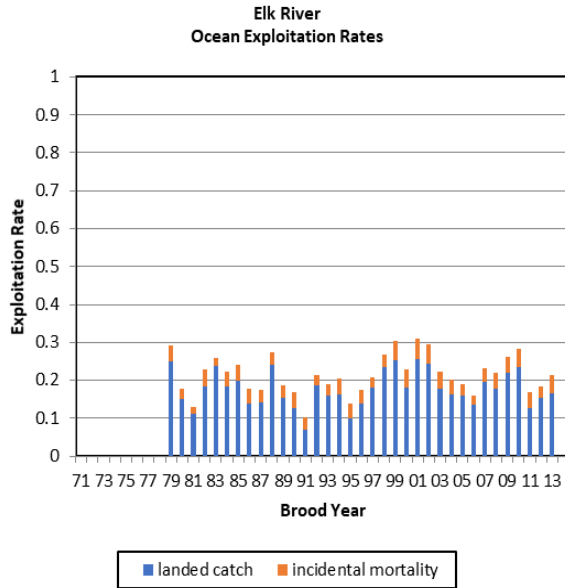 Elk River
Ocean Exploitation Rates
1
0.9
0.8
0.7
0.6
0.5
0.4
0.3
0.2
0.1
0
Exploitation Rate
71 73 75 77 79 81 83 85 87 89 91 93 95 97 99 01 03 05 07 09 11 13
Brood Year
landed catch incidental mortality